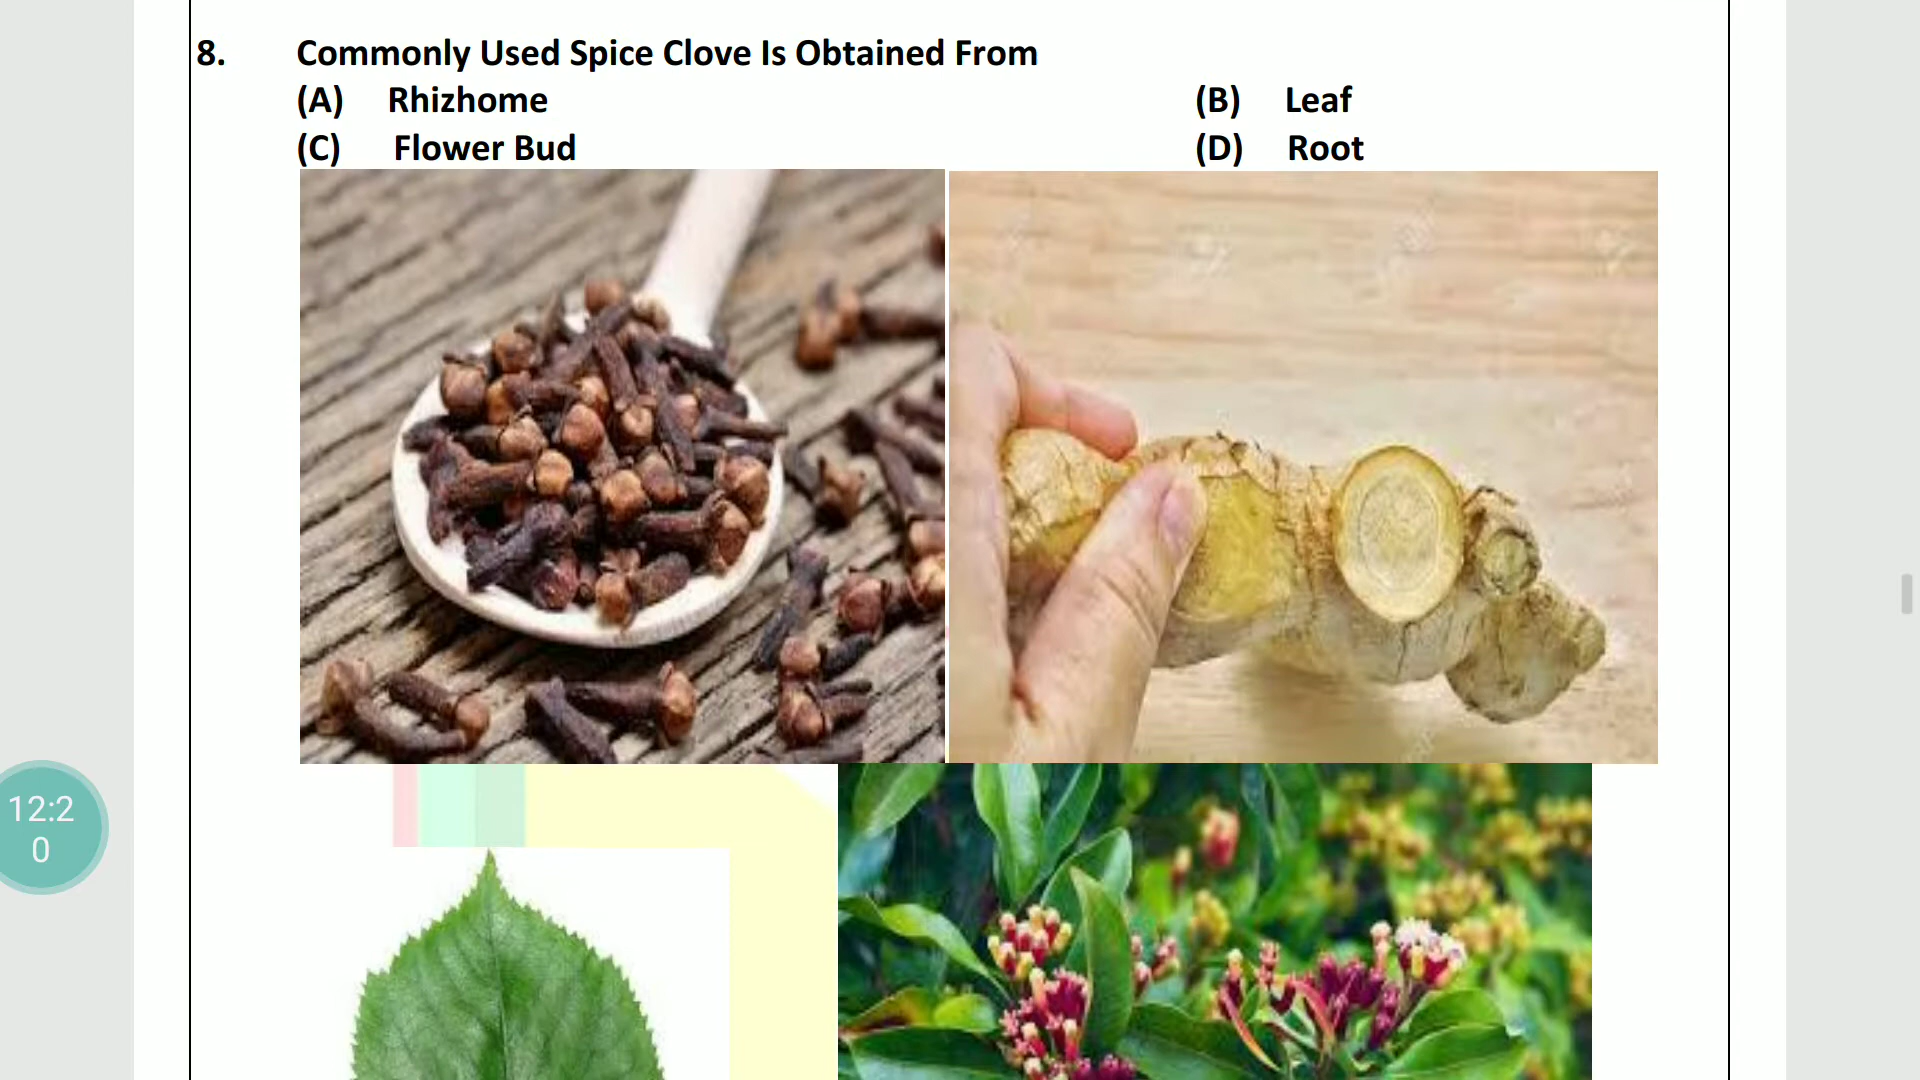 8. Commonly Used Spice Clove Is Obtained From
(A) Rhizhome (B) Leaf
(C) Flower Bud (D) Root
12:2
0